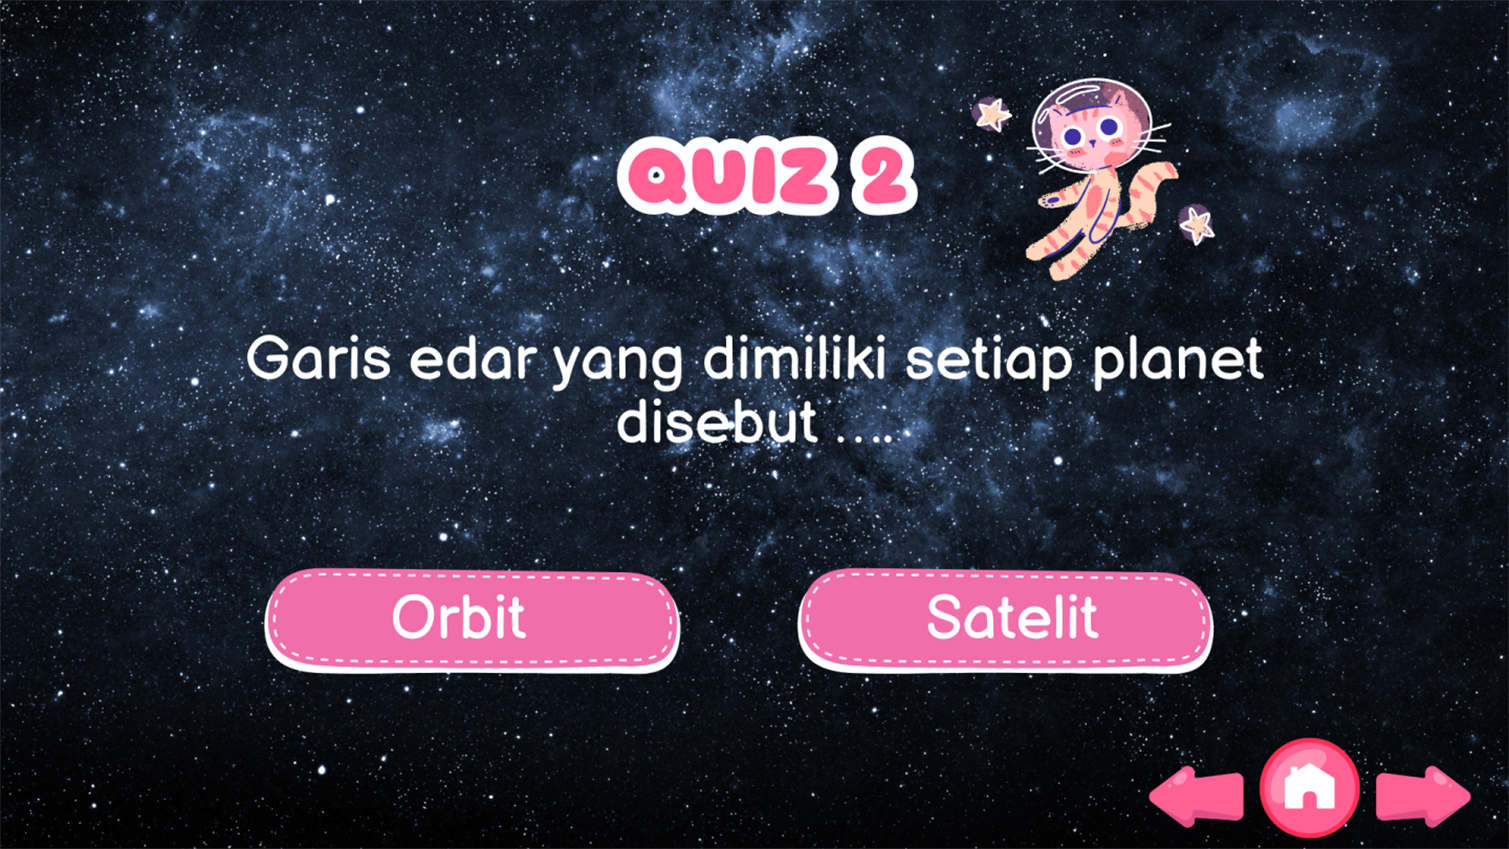 QUIZ 2
Garis edar yang dimiliki setiap planet
disebut ....
Orbit
Satelit